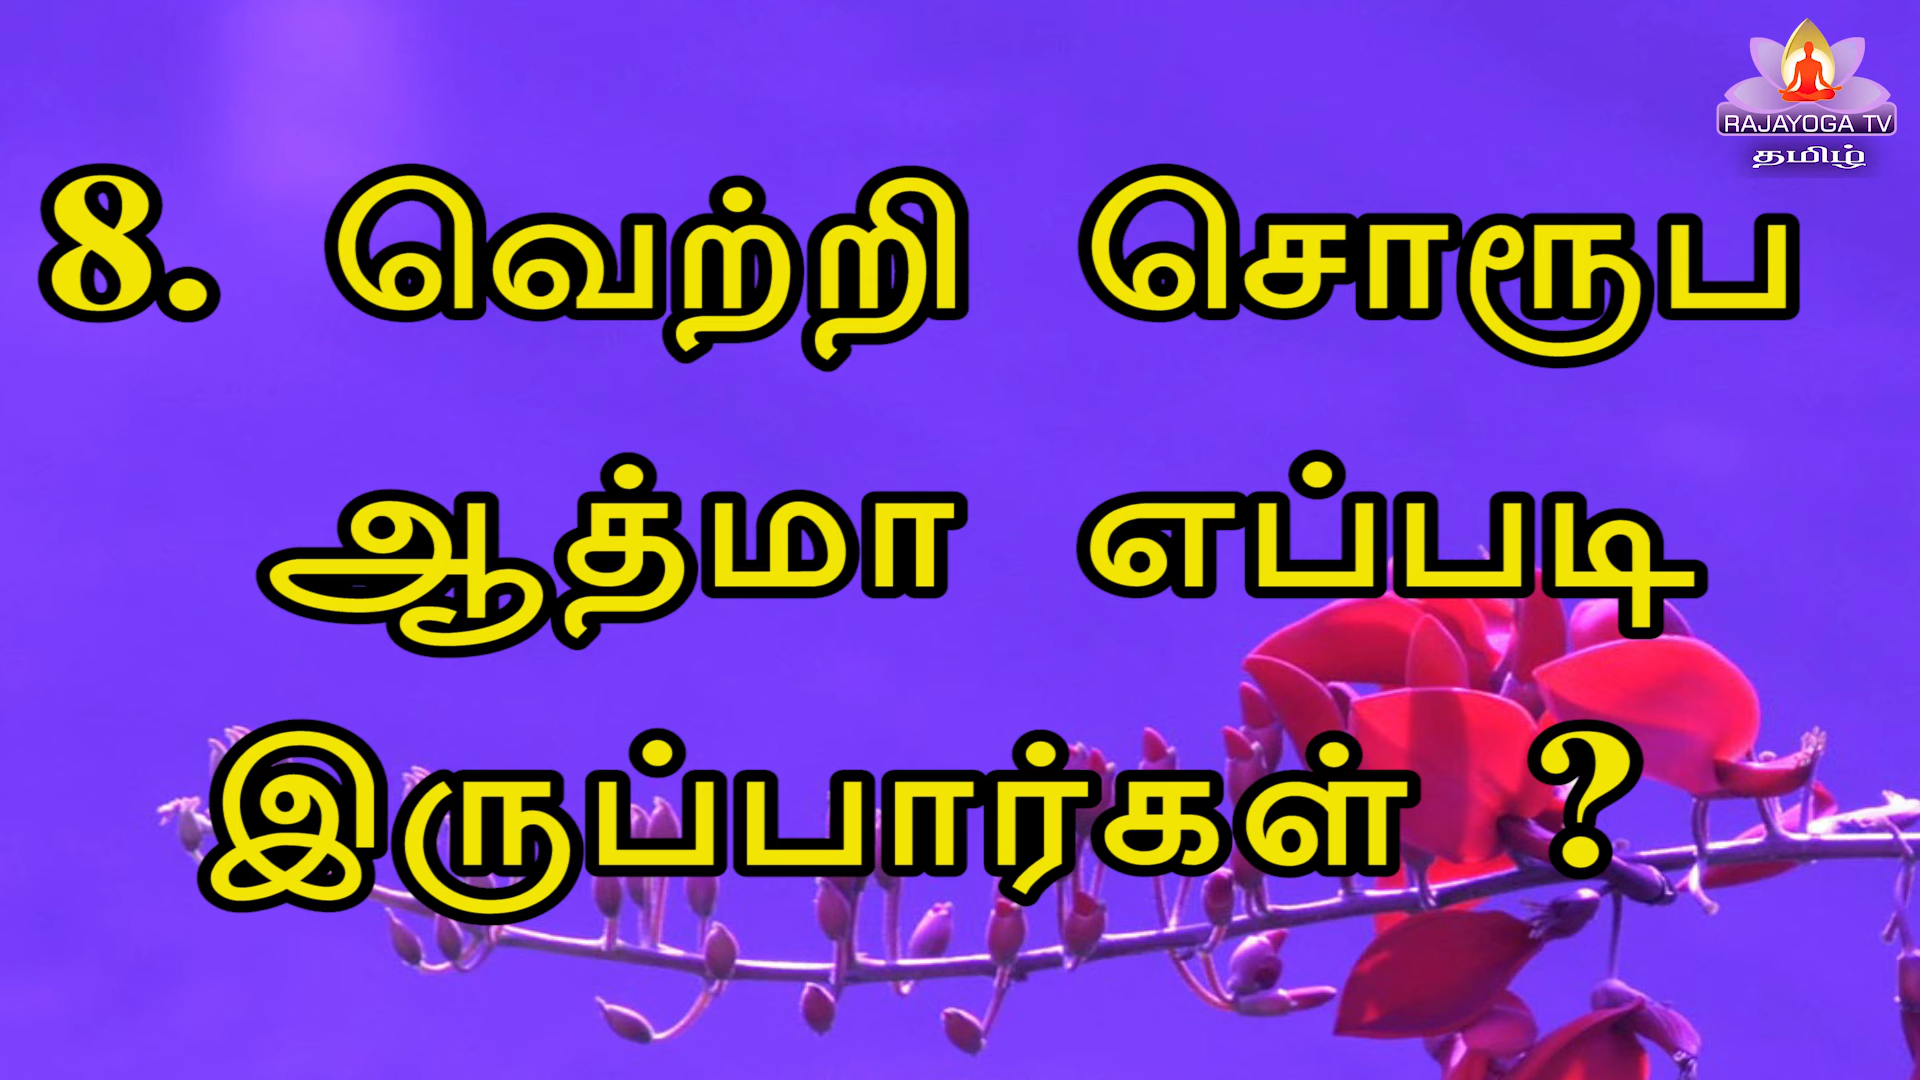 RAJAYOGA TV
தமிழ்
8. வெற்றி சொரூப
ஆத்மா எப்படி
இருப்பார்கள் ?